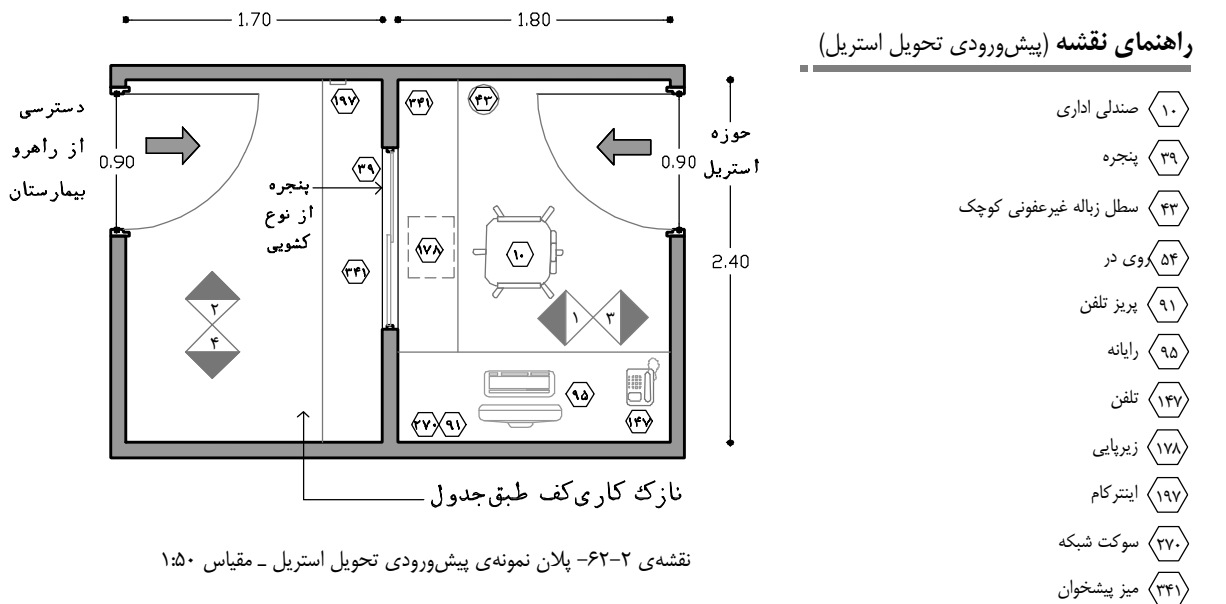 راهنمای نقشه (پیش‌ورودی تحویل استریل)
۱۰ صندلی اداری
۳۹ پنجره
۴۳ سطل زباله غیرعفونی کوچک
۵۴ روی در
۹۱ پریز تلفن
۹۵ رایانه
۱۴۷ تلفن
۱۷۸ زیرپایی
۱۹۷ اینترکام
۲۷۰ سوکت شبکه
۳۴۱ میز پیشخوان
1.70
1.80
۱۹۷
۳۴۱
۴۳
دسترسی
از راهرو
بیمارستان
0.90
حوزه
استریل
0.90
۳۹
پنجره
از نوع
کشویی
۱۷۸
۱۰
۳۴۱
2.40
۲
۴
۱
۳
۹۵
۲۷۰
۹۱
۱۴۷
نازک کاری کف طبق جدول
نقشه‌ی ۲-۶۲- پلان نمونه‌ی پیش‌ورودی تحویل استریل – مقیاس ۱:۵۰